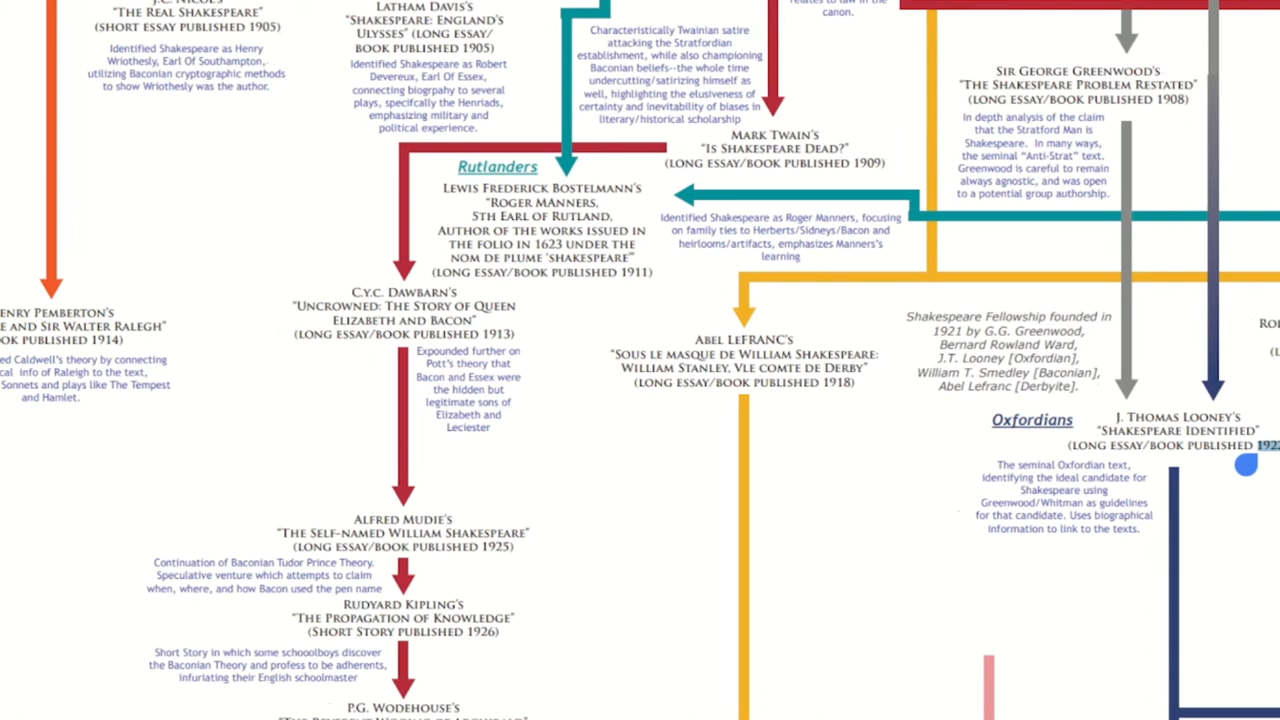 J.C. NICOL'S
"THE REAL SHAKESPEARE"
(SHORT ESSAY PUBLISHED 1905)
Identified Shakespeare as Henry
Wriothesly, Earl Of Southampton,
utilizing Baconian cryptographic methods
to show Wriothesly was the author.
LATHAM DAVIS'S
"SHAKESPEARE: ENGLAND'S
ULYSSES" (LONG ESSAY/
BOOK PUBLISHED 1905)
Identified Shakespeare as Robert
Devereux, Earl Of Essex,
connecting biogrpahy to several
plays, specifcally the Henriads,
emphasizing military and
political experience.
Characteristically Twainian satire
attacking the Stratfordian
establishment, while also championing
Baconian beliefs--the whole time
undercutting/satirizing himself as
well, highlighting the elusiveness of
certainty and inevitability of biases in
literary/historical scholarship
relates to law in the
canon.
MARK TWAIN'S
"IS SHAKESPEARE DEAD?"
(LONG ESSAY/BOOK PUBLISHED 1909)
SIR GEORGE GREENWOOD'S
"THE SHAKESPEARE PROBLEM RESTATED"
(LONG ESSAY/BOOK PUBLISHED 1908)
In depth analysis of the claim
that the Stratford Man is
Shakespeare. In many ways,
the seminal "Anti-Strat" text.
Greenwood is careful to remain
always agnostic, and was open
to a potential group authorship.
Rutlanders
LEWIS FREDERICK BOSTELMANN'S
"ROGER MANNERS,
5TH EARL OF RUTLAND,
AUTHOR OF THE WORKS ISSUED IN
THE FOLIO IN 1623 UNDER THE
NOM DE PLUME 'SHAKESPEARE'"
(LONG ESSAY/BOOK PUBLISHED 1911)
Identified Shakespeare as Roger Manners, focusing
on family ties to Herberts/Sidneys/Bacon and
heirlooms/artifacts, emphasizes Manners's
learning
ENRY PEMBERTON'S
E AND SIR WALTER RALEGH"
OOK PUBLISHED 1914)
ed Caldwell's theory by connecting
cal info of Raleigh to the text,
Sonnets and plays like The Tempest
and Hamlet.
C.Y.C. DAWBARN'S
"UNCROWNED: THE STORY OF QUEEN
ELIZABETH AND BACON"
(LONG ESSAY/BOOK PUBLISHED 1913)
Expounded further on
Pott's theory that
Bacon and Essex were
the hidden but
legitimate sons of
Elizabeth and
Leciester
ABEL LeFRANC's
"SOUS LE MASQUE DE WILLIAM SHAKESPEARE:
WILLIAM STANLEY, VLE COMTE DE DERBY"
(LONG ESSAY/BOOK PUBLISHED 1918)
Shakespeare Fellowship founded in
1921 by G.G. Greenwood,
Bernard Rowland Ward,
J.T. Looney [Oxfordian],
William T. Smedley [Baconian],
Abel Lefranc [Derbyite].
Oxfordians
J. THOMAS LOONEY'S
"SHAKESPEARE IDENTIFIED"
(LONG ESSAY/BOOK PUBLISHED 192
The seminal Oxfordian text,
identifying the ideal candidate for
Shakespeare using
Greenwood/Whitman as guidelines
for that candidate. Uses biographical
information to link to the texts.
ALFRED MUDIE'S
"THE SELF-NAMED WILLIAM SHAKESPEARE"
(LONG ESSAY/BOOK PUBLISHED 1925)
Continuation of Baconian Tudor Prince Theory.
Speculative venture which attempts to claim
when, where, and how Bacon used the pen name
RUDYARD KIPLING'S
"THE PROPAGATION OF KNOWLEDGE"
(SHORT STORY PUBLISHED 1926)
Short Story in which some schooolboys discover
the Baconian Theory and profess to be adherents,
infuriating their English schoolmaster
P.G. WODEHOUSE'S